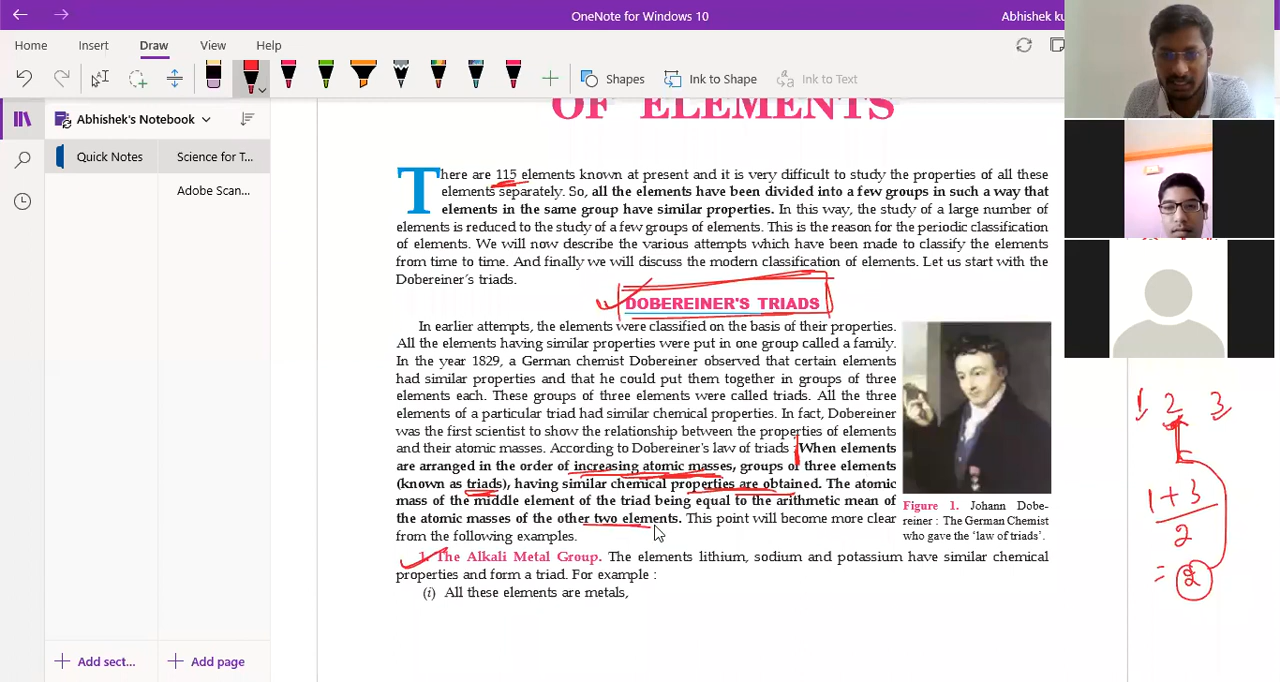 OneNote for Windows 10
Abhishek ku
Home Insert Draw View Help
Shapes Ink to Shape Ink to Text
Abhishek's Notebook
Quick Notes Science for T...
Adobe Scan...
OF ELEMENTS
There are 115 elements known at present and it is very difficult to study the properties of all these
elements separately. So, all the elements have been divided into a few groups in such a way that
elements in the same group have similar properties. In this way, the study of a large number of
elements is reduced to the study of a few groups of elements. This is the reason for the periodic classification
of elements. We will now describe the various attempts which have been made to classify the elements
from time to time. And finally we will discuss the modern classification of elements. Let us start with the
Dobereiner's triads.
DOBEREINER'S TRIADS
In earlier attempts, the elements were classified on the basis of their properties.
All the elements having similar properties were put in one group called a family.
In the year 1829, a German chemist Dobereiner observed that certain elements
had similar properties and that he could put them together in groups of three
elements each. These groups of three elements were called triads. All the three
elements of a particular triad had similar chemical properties. In fact, Dobereiner
was the first scientist to show the relationship between the properties of elements
and their atomic masses. According to Dobereiner's law of triads : When elements
are arranged in the order of increasing atomic masses, groups of three elements
(known as triads), having similar chemical properties are obtained. The atomic
mass of the middle element of the triad being equal to the arithmetic mean of
the atomic masses of the other two elements. This point will become more clear
from the following examples.
Figure 1. Johann Dobe-
reiner : The German Chemist
who gave the 'law of triads'.
1. The Alkali Metal Group. The elements lithium, sodium and potassium have similar chemical
properties and form a triad. For example :
(i) All these elements are metals,
1 2 3
1 + 3
2
= 2
Add sect... Add page